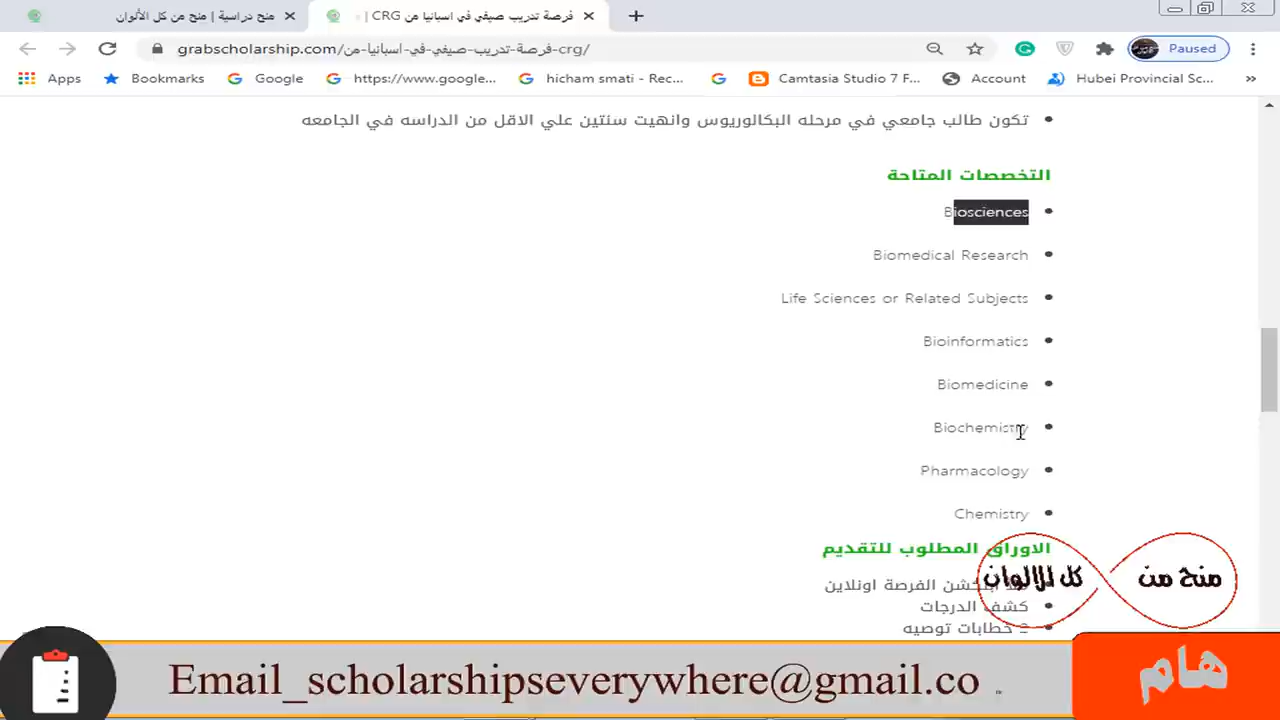 منح دراسية | منح من كل الألوان
فرصة تدريب صيفي في اسبانيا من CRG |
grabscholarship.com/فرصة-تدريب-صيفي-في-اسبانيا-من-crg/
Paused
Apps
Bookmarks
Google
https://www.google...
hicham smati - Rec...
Camtasia Studio 7 F...
Account
Hubei Provincial Sc...
تكون طالب جامعي في مرحله البكالوريوس وانهيت سنتين علي الاقل من الدراسه في الجامعه
التخصصات المتاحة
Biosciences
Biomedical Research
Life Sciences or Related Subjects
Bioinformatics
Biomedicine
Biochemistry
Pharmacology
Chemistry
الاوراق المطلوب للتقديم
الفرصة اونلاين
كشف الدرجات
2 خطابات توصيه
منح من كل للالوان
Email_scholarshipseverywhere@gmail.co
هام